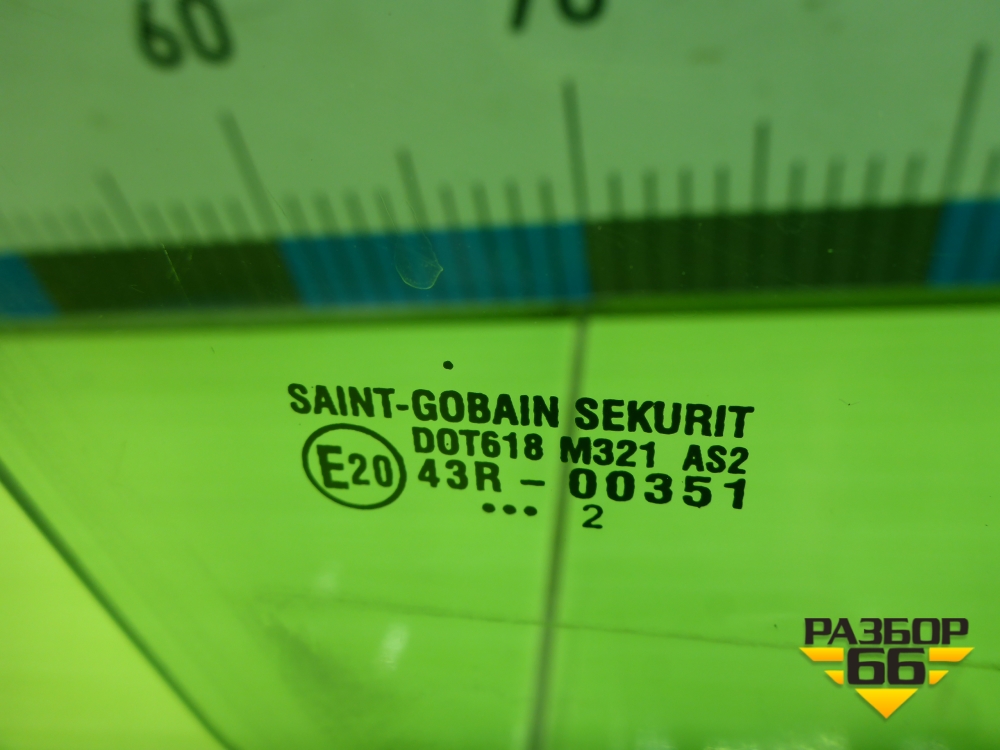 60 70
SAINT-GOBAIN SEKURIT
DOT618 M321 AS2
E20 43R - 00351
••• 2
РАЗБОР
66